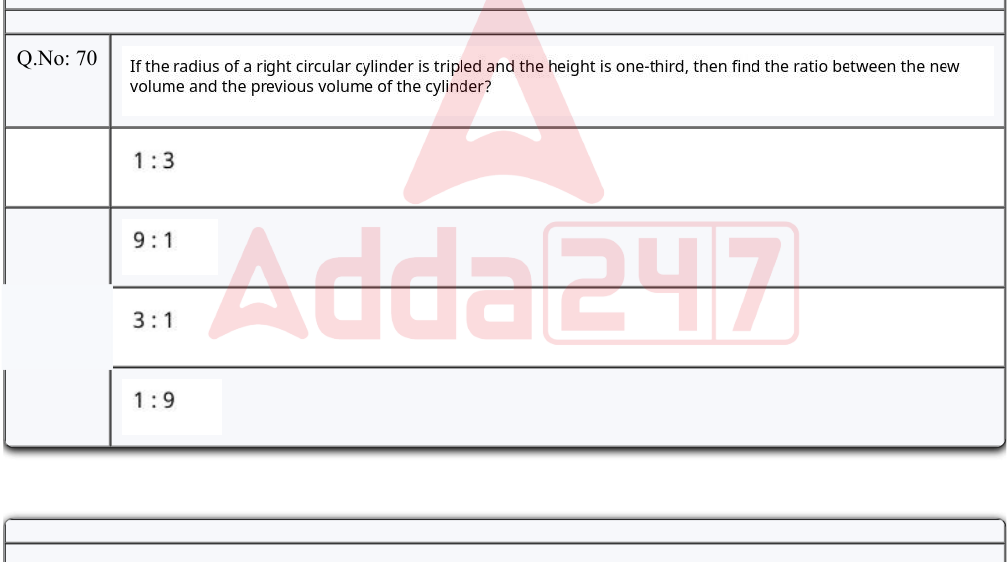 Q.No: 70
If the radius of a right circular cylinder is tripled and the height is one-third, then find the ratio between the new
volume and the previous volume of the cylinder?
1 : 3
9 : 1
Adda247
3 : 1
1 : 9